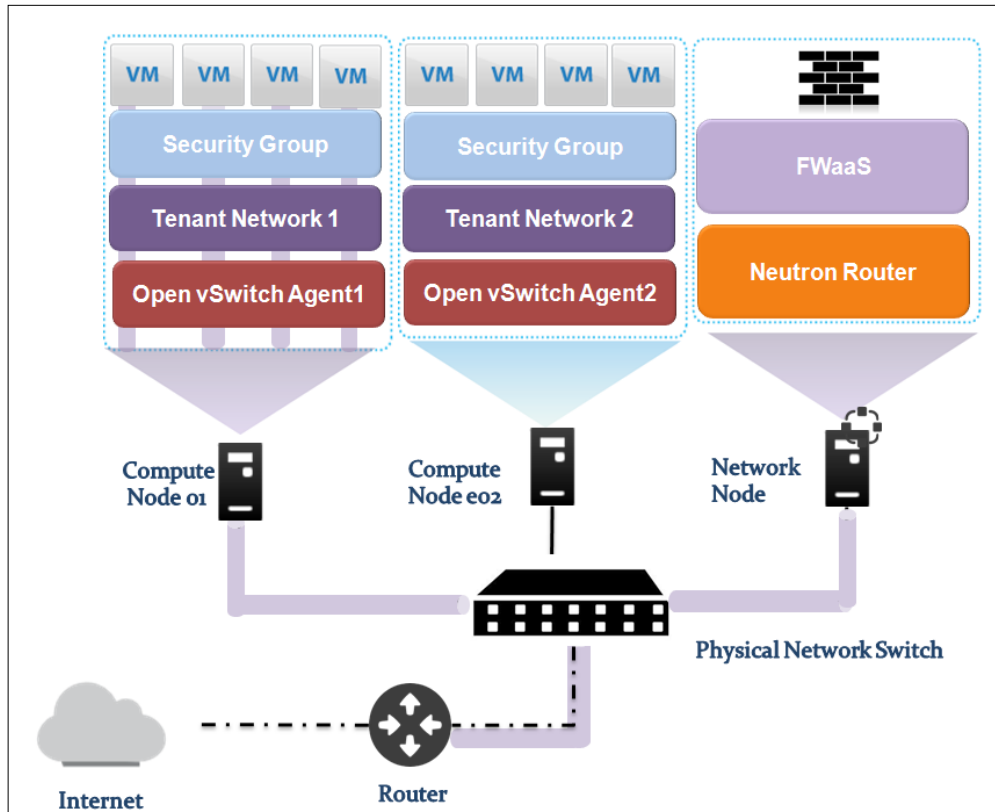 VM VM VM VM
Security Group
Tenant Network 1
Open vSwitch Agent1
VM VM VM VM
Security Group
Tenant Network 2
Open vSwitch Agent2
FWaaS
Neutron Router
Compute
Node 01
Compute
Node e02
Network
Node
Physical Network Switch
Router
Internet